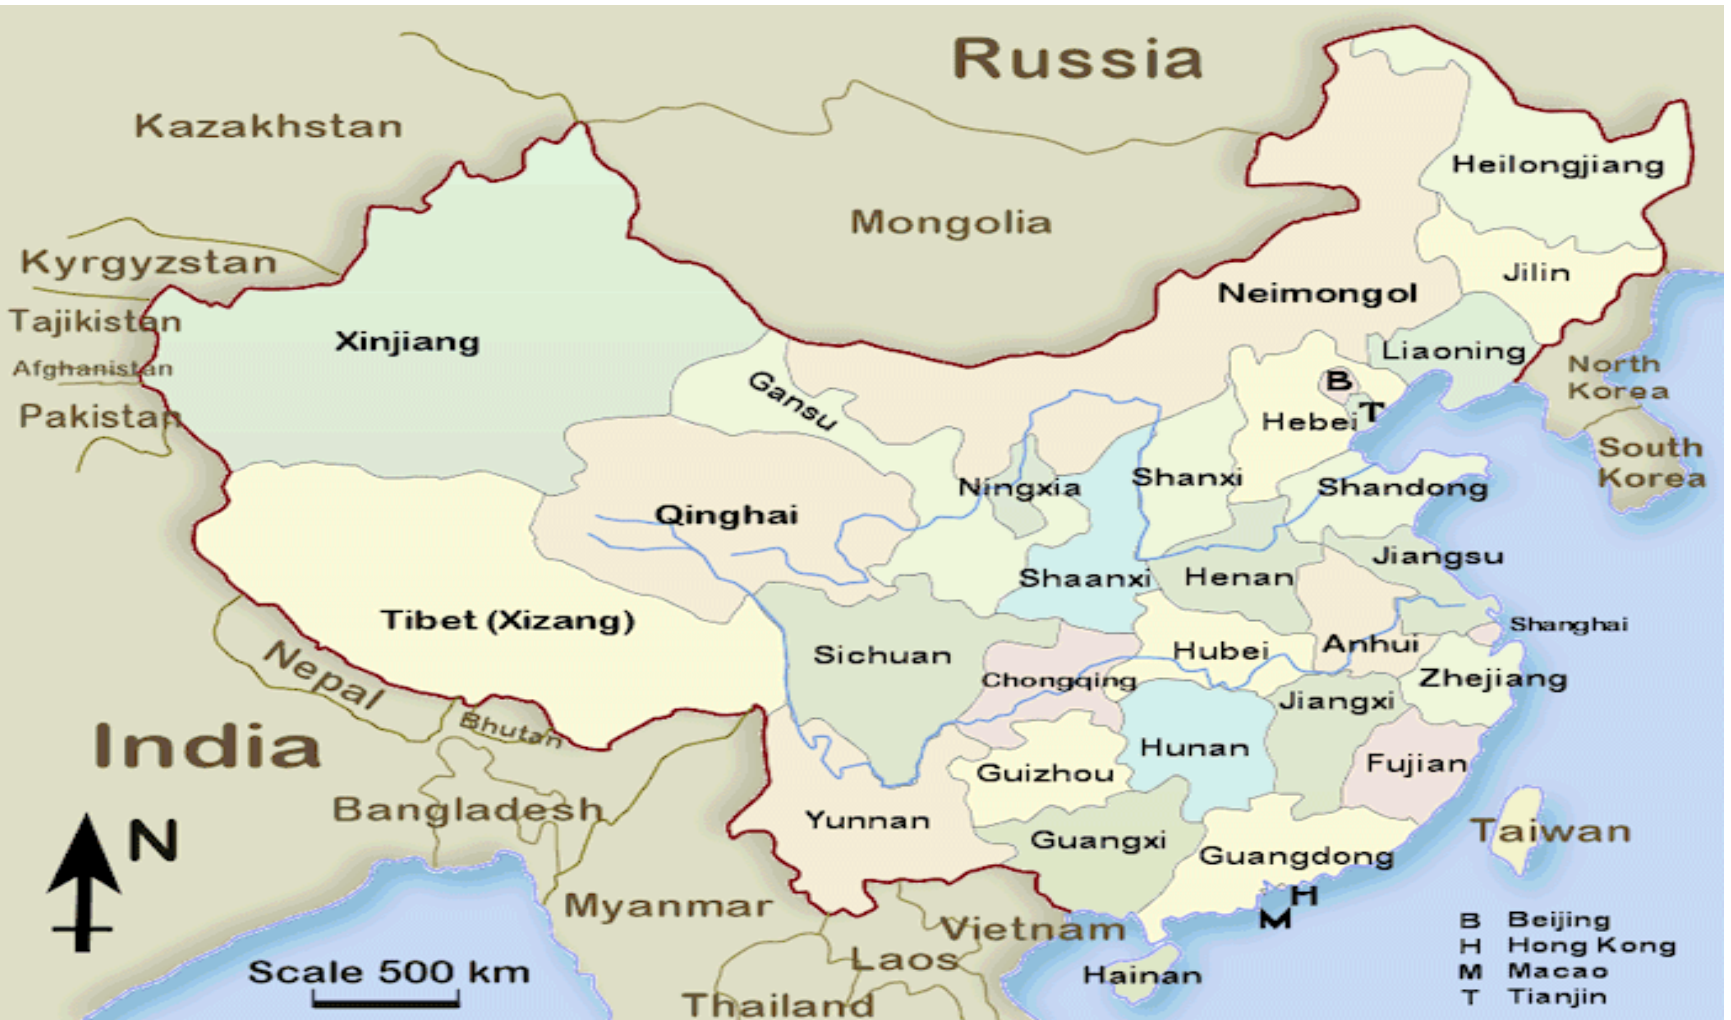 Russia
Kazakhstan
Heilongjiang
Mongolia
Kyrgyzstan
Jilin
Neimongol
Tajikistan
Xinjiang
Liaoning
Afghanistan
North
Korea
Gansu
B
Pakistan
Hebei
T
South
Korea
Ningxia
Shanxi
Shandong
Qinghai
Jiangsu
Shaanxi
Henan
Tibet (Xizang)
Shanghai
Sichuan
Hubei
Anhui
Nepal
Chongqing
Zhejiang
Jiangxi
Bhutan
India
Hunan
Fujian
Guizhou
Bangladesh
Yunnan
Taiwan
N
Guangxi
Guangdong
H
Myanmar
M
Vietnam
B Beijing
H Hong Kong
Laos
Scale 500 km
Hainan
M Macao
T Tianjin
Thailand